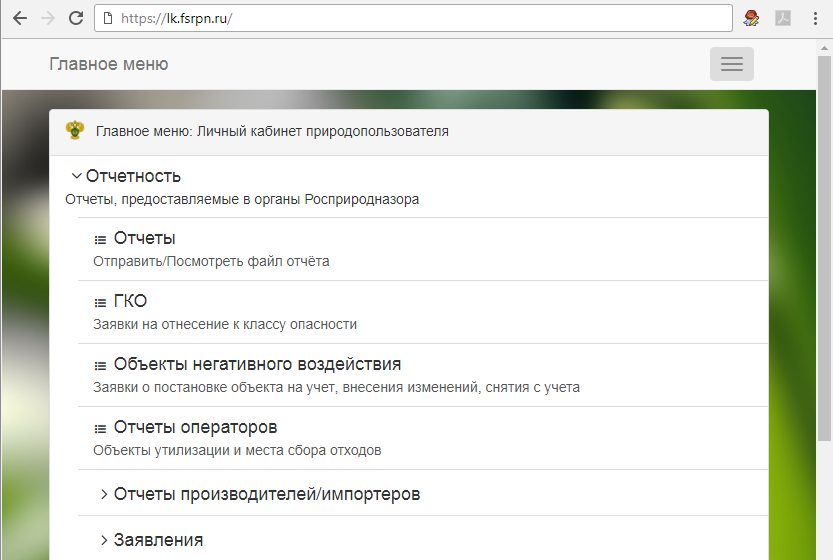 https://lk.fsrpn.ru/
Главное меню
Главное меню: Личный кабинет природопользователя
Отчетность
Отчеты, предоставляемые в органы Росприродназора
Отчеты
Отправить/Посмотреть файл отчёта
ГКО
Заявки на отнесение к классу опасности
Объекты негативного воздействия
Заявки о постановке объекта на учет, внесения изменений, снятия с учета
Отчеты операторов
Объекты утилизации и места сбора отходов
Отчеты производителей/импортеров
Заявления